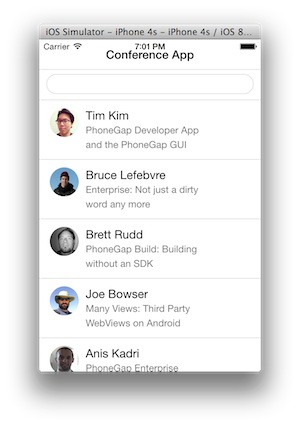 iOS Simulator – iPhone 4s – iPhone 4s / iOS 8...
Carrier 7:01 PM
Conference App
Tim Kim
PhoneGap Developer App
and the PhoneGap GUI
Bruce Lefebvre
Enterprise: Not just a dirty
word any more
Brett Rudd
PhoneGap Build: Building
without an SDK
Joe Bowser
Many Views: Third Party
WebViews on Android
Anis Kadri
PhoneGap Enterprise